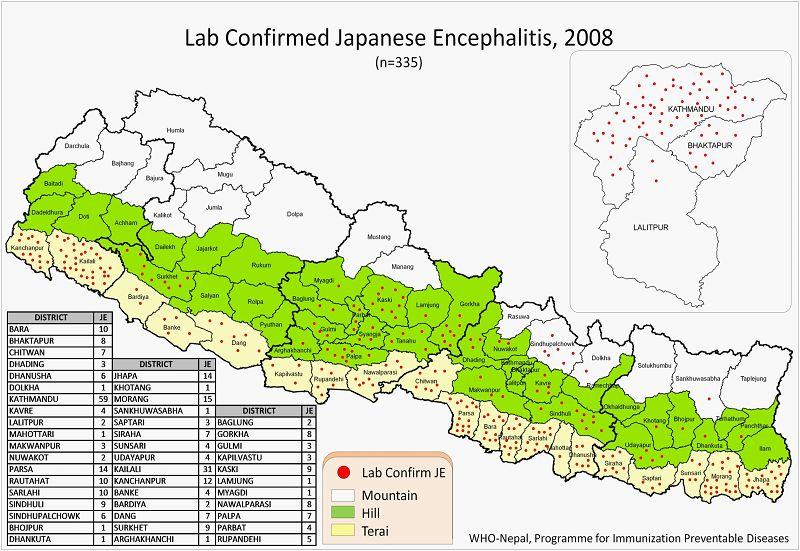 Lab Confirmed Japanese Encephalitis, 2008
(n=335)
KATHMANDU
BHAKTAPUR
LALITPUR
Humla
Darchula
Bajhang
Mugu
Bajura
Baitadi
Jumla
Dolpa
Dadeldhura
Doti
Achham
Kalikot
Mustang
Kanchanpur
Kailali
Dailekh
Jajarkot
Manang
Surkhet
Rukum
Myagdi
Bardiya
Salyan
Rolpa
Baglung
Kaski
Lamjung
Gorkha
Parbat
Rasuwa
Banke
Pyuthan
Gulmi
Syangja
Tanahu
Dang
Arghakhanchi
Palpa
Nuwakot
Sindhupalchowk
Dhading
Kathmandu
Bhaktapur
Dolkha
Kapilvastu
Rupandehi
Nawalparasi
Chitwan
Lalitpur
Kavre
Ramechhap
Solukhumbu
Sankhuwasabha
Taplejung
Makwanpur
Sindhuli
Okhaldhunga
Khotang
Bhojpur
Terhathum
Panchthar
Parsa
Bara
Rautahat
Sarlahi
Mahottari
Dhanusha
Siraha
Udayapur
Dhankuta
Ilam
Saptari
Sunsari
Morang
Jhapa
DISTRICT JE
BARA 10
BHAKTAPUR 8
CHITWAN 7
DHADING 3
DHANUSHA 6
DOLKHA 1
KATHMANDU 59
KAVRE 4
LALITPUR 2
MAHOTTARI 1
MAKWANPUR 3
NUWAKOT 2
PARSA 14
RAUTAHAT 10
SARLAHI 10
SINDHULI 9
SINDHUPALCHOWK 6
BHOJPUR 1
DHANKUTA 1
DISTRICT JE
JHAPA 14
KHOTANG 1
MORANG 15
SANKHUWASABHA 1
SAPTARI 3
SIRAHA 7
SUNSARI 4
UDAYAPUR 4
KAILALI 31
KANCHANPUR 12
BANKE 4
BARDIYA 2
DANG 7
SURKHET 9
ARGHAKHANCHI 1
DISTRICT JE
BAGLUNG 2
GORKHA 8
GULMI 3
KAPILVASTU 3
KASKI 9
LAMJUNG 1
MYAGDI 1
NAWALPARASI 8
PALPA 7
PARBAT 4
RUPANDEHI 5
Lab Confirm JE
Mountain
Hill
Terai
WHO-Nepal, Programme for Immunization Preventable Diseases